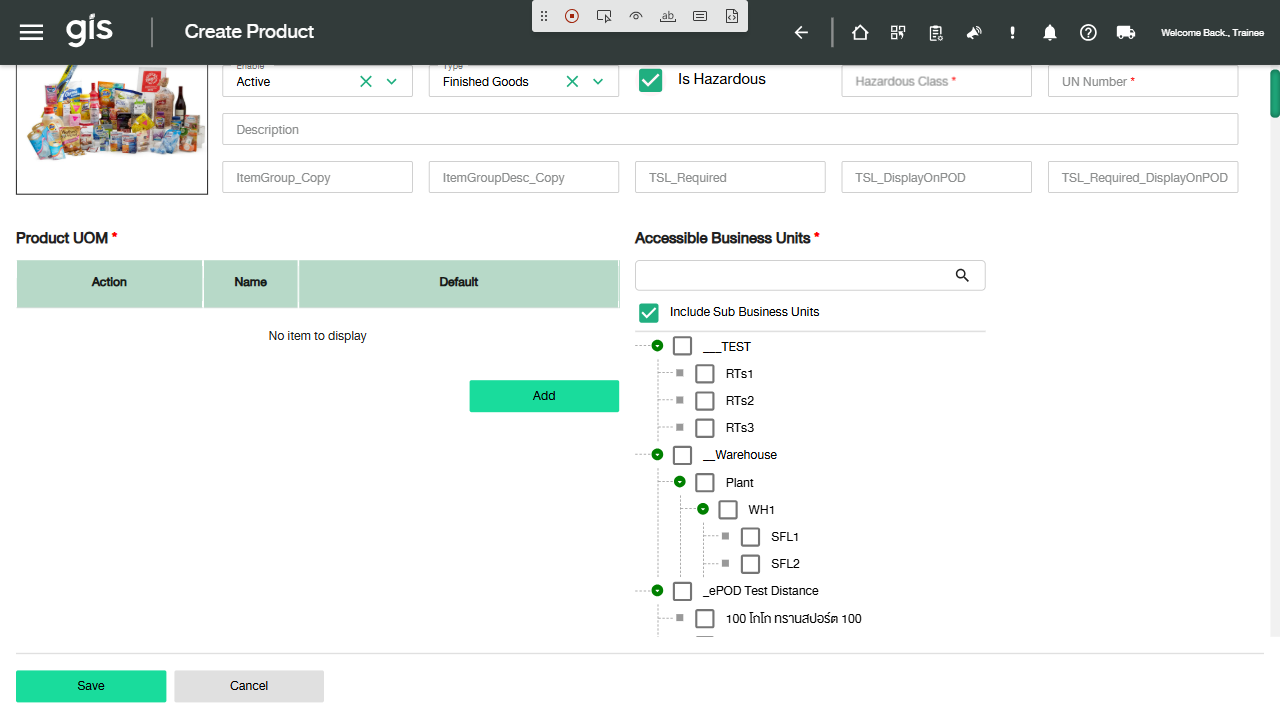 gis
Create Product
Welcome Back., Trainee
Enable
Active
Type
Finished Goods
Is Hazardous
Hazardous Class *
UN Number *
Description
ItemGroup_Copy
ItemGroupDesc_Copy
TSL_Required
TSL_DisplayOnPOD
TSL_Required_DisplayOnPOD
Product UOM *
Action
Name
Default
No item to display
Add
Accessible Business Units *
Include Sub Business Units
___TEST
RTs1
RTs2
RTs3
__Warehouse
Plant
WH1
SFL1
SFL2
_ePOD Test Distance
100 โกโก ทรานสปอร์ต 100
Save
Cancel